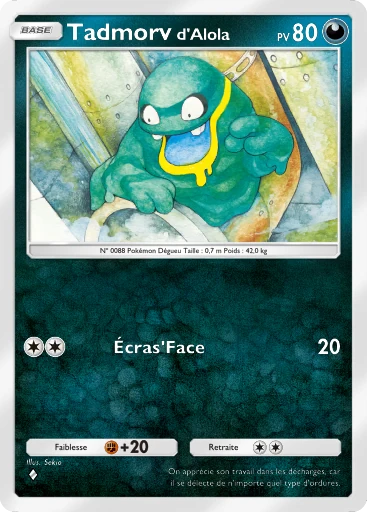 BASE
Tadmorv d'Alola
PV 80
N° 0088 Pokémon Dégueu Taille : 0,7 m Poids : 42,0 kg
Écras'Face 20
Faiblesse +20 Retraite
Illus. Sekio
On apprécie son travail dans les décharges, car
il se délecte de n'importe quel type d'ordures.